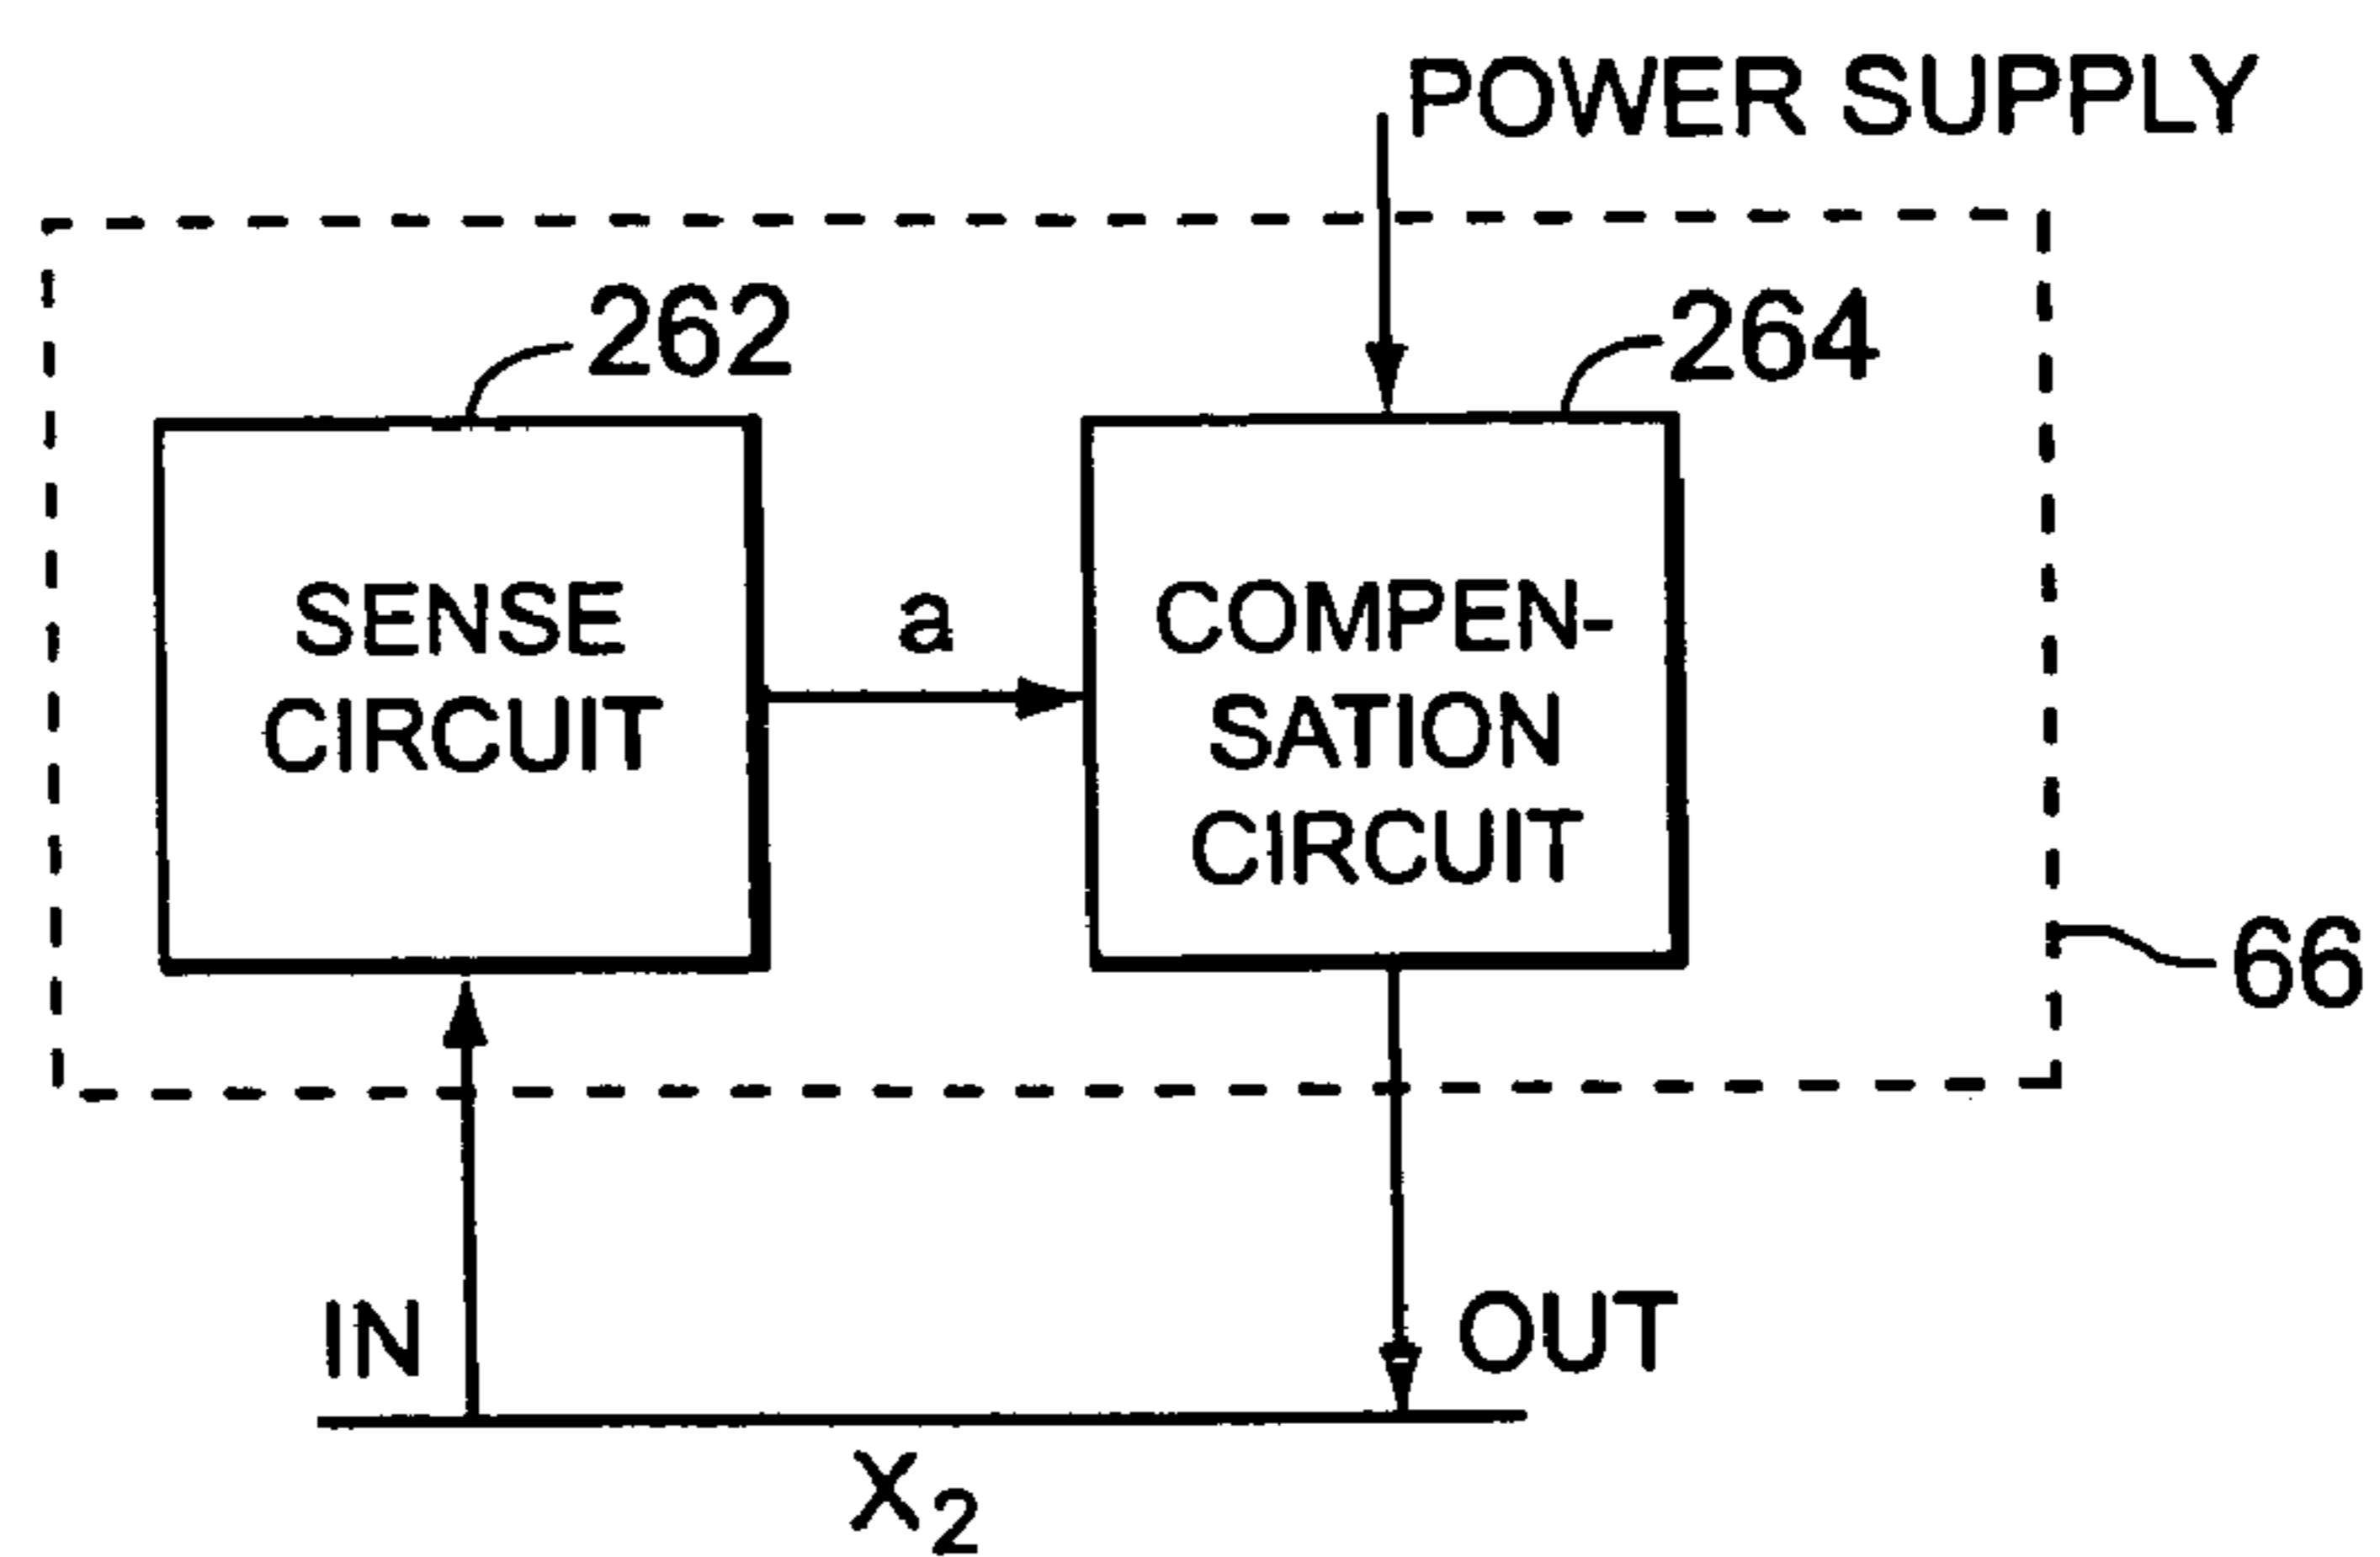 POWER SUPPLY
262
264
SENSE
CIRCUIT
a
COMPEN-
SATION
CIRCUIT
66
IN
OUT
X2